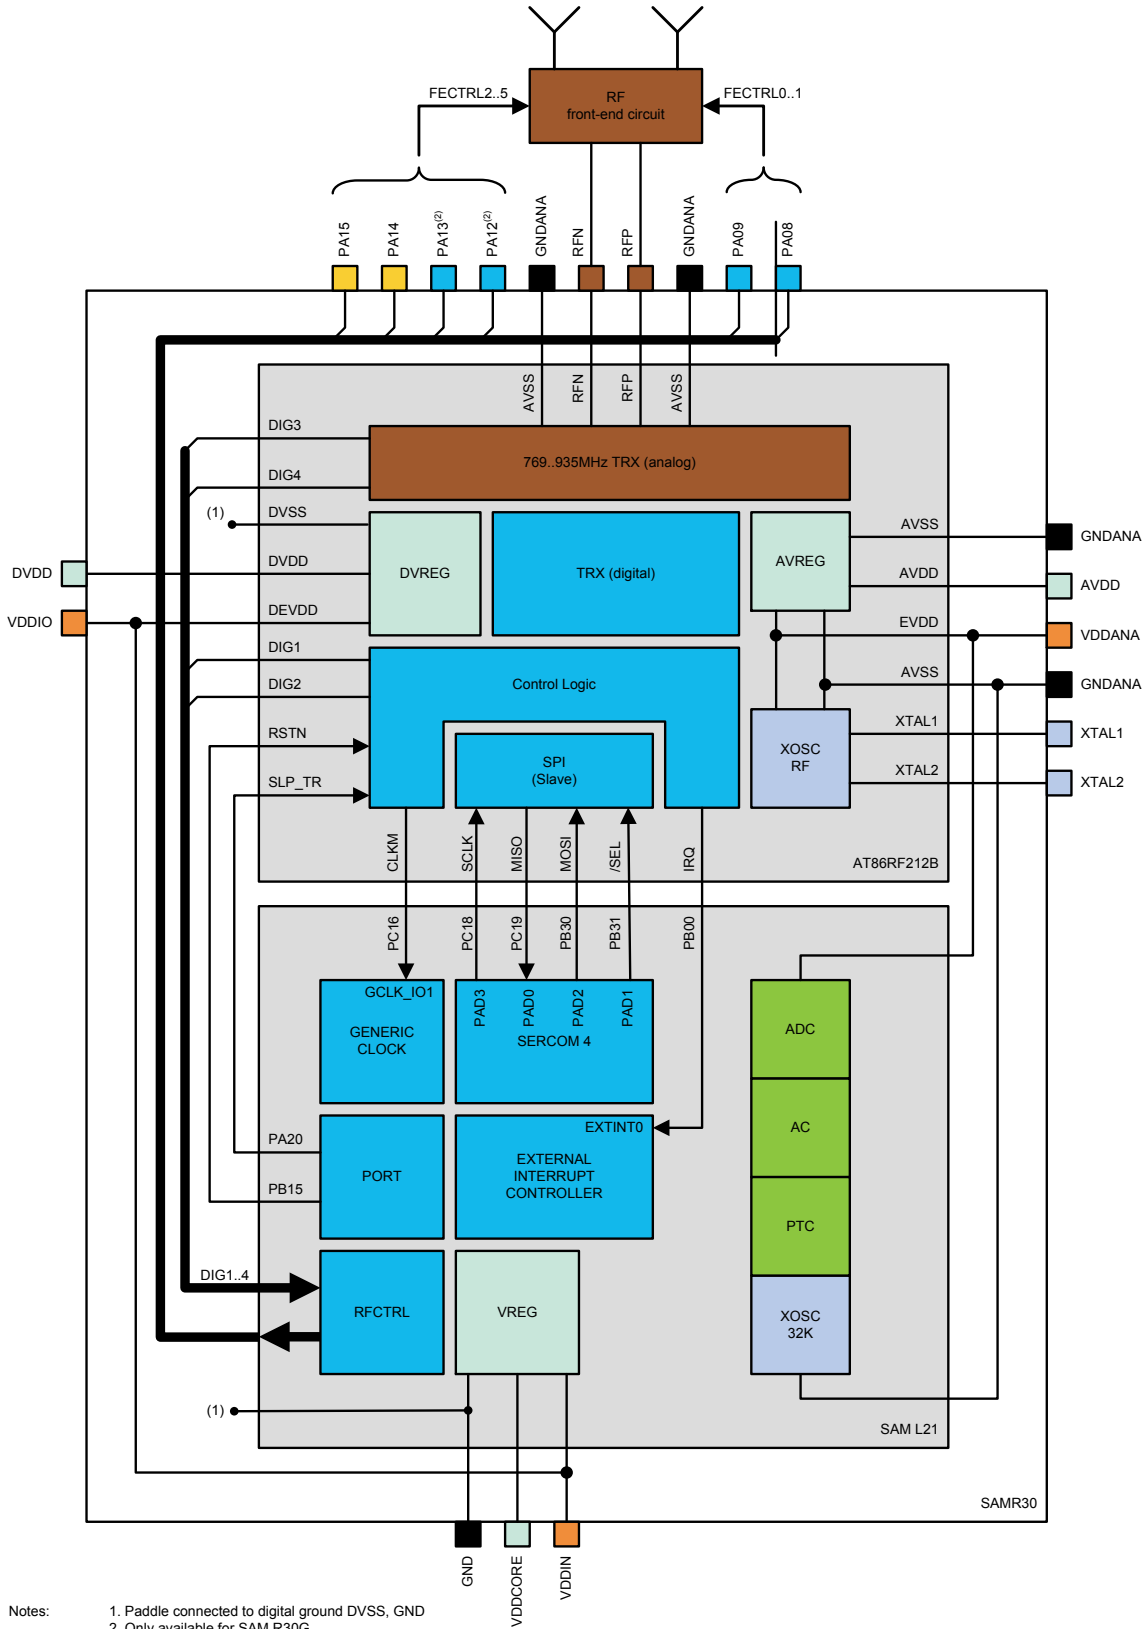 FECTRL2..5
RF
front-end circuit
FECTRL0..1
PA15
PA14
PA13(2)
PA12(2)
GNDANA
RFN
RFP
GNDANA
PA09
PA08
AVSS
RFN
RFP
AVSS
DIG3
769..935MHz TRX (analog)
DIG4
(1)
DVSS
DVDD
DVDD
DVREG
TRX (digital)
AVREG
AVSS
GNDANA
AVDD
AVDD
VDDIO
DEVDD
EVDD
VDDANA
DIG1
Control Logic
AVSS
GNDANA
DIG2
RSTN
SPI
(Slave)
XOSC
RF
XTAL1
XTAL1
SLP_TR
XTAL2
XTAL2
CLKM
SCLK
MISO
MOSI
/SEL
IRQ
AT86RF212B
PC16
PC18
PC19
PB30
PB31
PB00
GCLK_IO1
GENERIC
CLOCK
PAD3
PAD0
PAD2
PAD1
SERCOM 4
ADC
PA20
PORT
EXTINT0
EXTERNAL
INTERRUPT
CONTROLLER
AC
PB15
PTC
DIG1..4
RFCTRL
VREG
XOSC
32K
(1)
SAM L21
SAMR30
GND
VDDCORE
VDDIN
Notes: 1. Paddle connected to digital ground DVSS, GND
2. Only available for SAM R30G